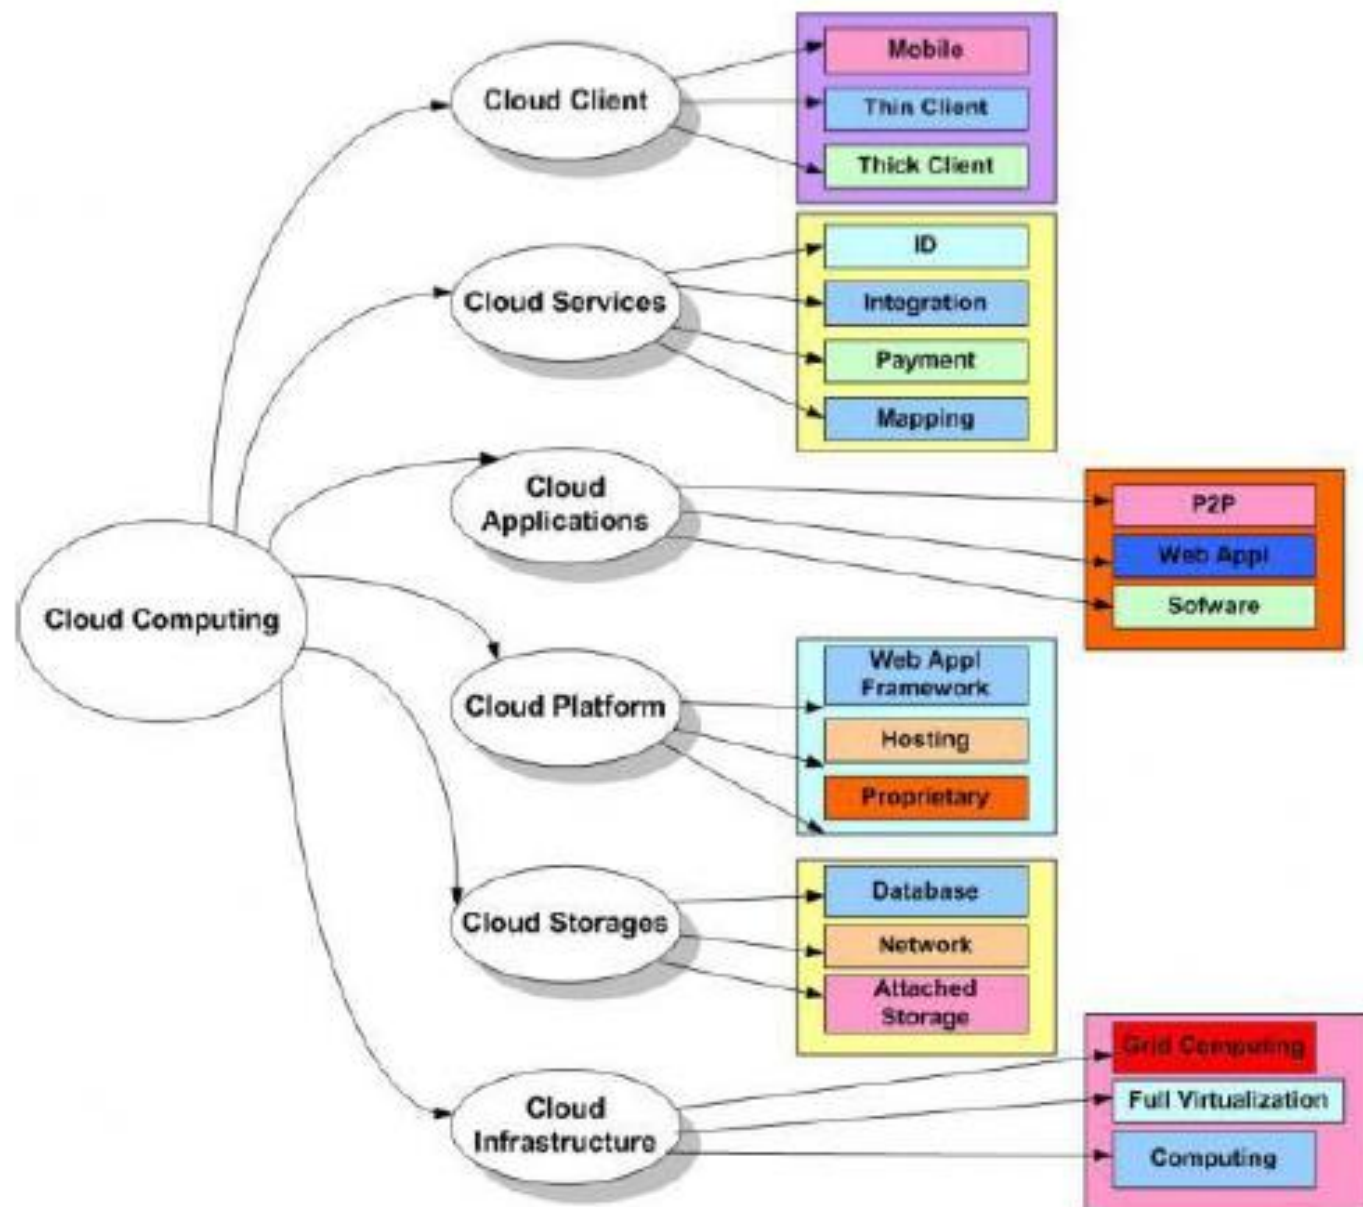 Cloud Client
Mobile
Thin Client
Thick Client
Cloud Services
ID
Integration
Payment
Mapping
Cloud
Applications
P2P
Web Appl
Sofware
Cloud Computing
Cloud Platform
Web Appl
Framework
Hosting
Proprietary
Cloud Storages
Database
Network
Attached
Storage
Cloud
Infrastructure
Grid Computing
Full Virtualization
Computing